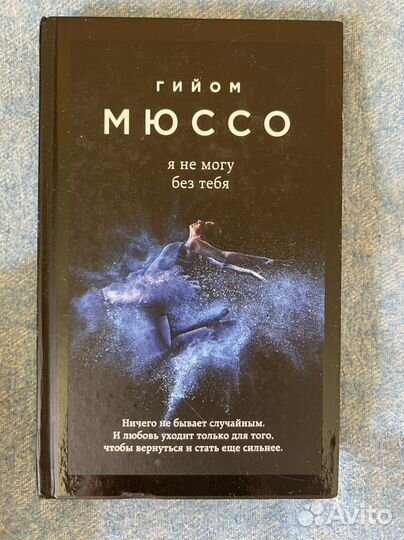 ГИЙОМ
МЮССО
я не могу
без тебя
Ничего не бывает случайным.
И любовь уходит только для того,
чтобы вернуться и стать еще сильнее.
Avito